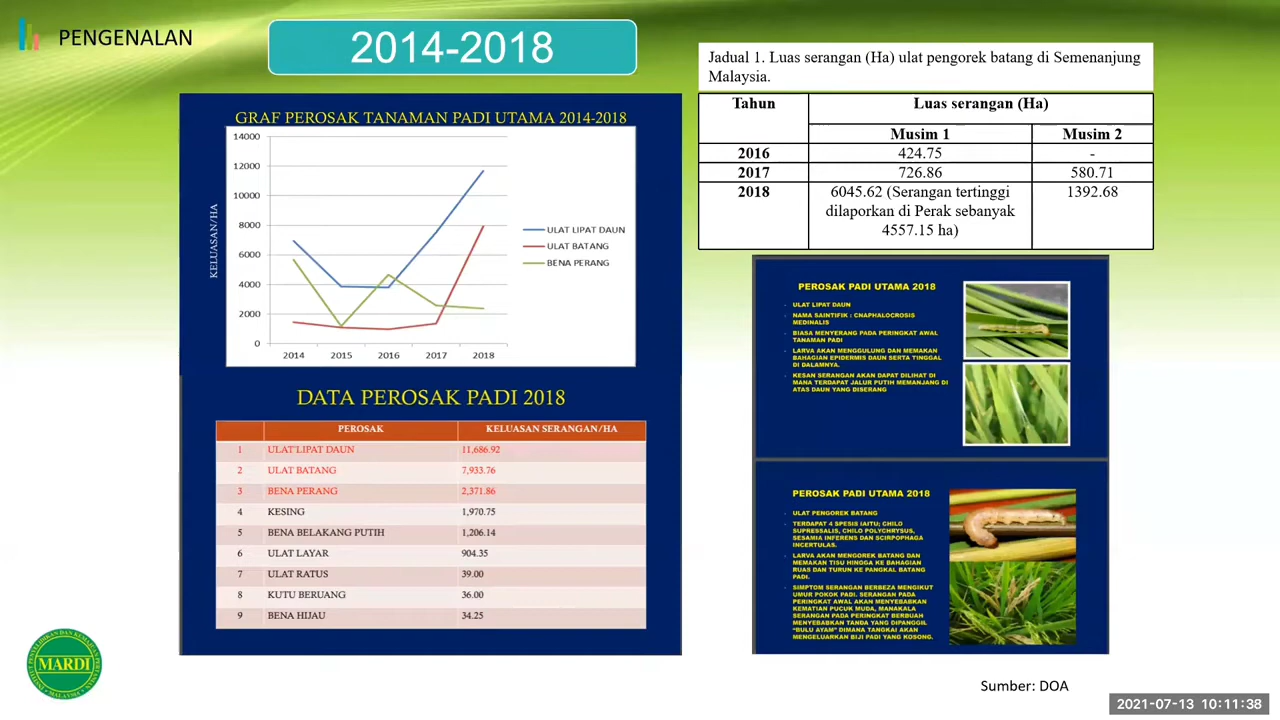 PENGENALAN
2014-2018
GRAF PEROSAK TANAMAN PADI UTAMA 2014-2018
KELUASAN/HA
14000
12000
10000
8000
6000
4000
2000
0
2014 2015 2016 2017 2018
ULAT LIPAT DAUN
ULAT BATANG
BENA PERANG
DATA PEROSAK PADI 2018
PEROSAK KELUASAN SERANGAN/HA
1 ULAT LIPAT DAUN 11,686.92
2 ULAT BATANG 7,933.76
3 BENA PERANG 2,371.86
4 KESING 1,970.75
5 BENA BELAKANG PUTIH 1,206.14
6 ULAT LAYAR 904.35
7 ULAT RATUS 39.00
8 KUTU BERUANG 36.00
9 BENA HIJAU 34.25
Jadual 1. Luas serangan (Ha) ulat pengorek batang di Semenanjung
Malaysia.
Tahun Luas serangan (Ha)
Musim 1 Musim 2
2016 424.75 -
2017 726.86 580.71
2018 6045.62 (Serangan tertinggi 1392.68
dilaporkan di Perak sebanyak
4557.15 ha)
PEROSAK PADI UTAMA 2018
- ULAT LIPAT DAUN
- NAMA SAINTIFIK : CNAPHALOCROSIS
MEDINALIS
- BIASA MENYERANG PADA PERINGKAT AWAL
TANAMAN PADI
- LARVA AKAN MENGGULUNG DAN MEMAKAN
BAHAGIAN EPIDERMIS DAUN SERTA TINGGAL
DI DALAMNYA.
- KESAN SERANGAN AKAN DAPAT DILIHAT DI
MANA TERDAPAT JALUR PUTIH MEMANJANG DI
ATAS DAUN YANG DISERANG
PEROSAK PADI UTAMA 2018
- ULAT PENGOREK BATANG
- TERDAPAT 4 SPESIS IAITU; CHILO
SUPRESSALIS, CHILO POLYCHRYSUS,
SESAMIA INFERENS DAN SCIRPOPHAGA
INCERTULAS.
- LARVA AKAN MENGOREK BATANG DAN
MEMAKAN TISU HINGGA KE BAHAGIAN
RUAS DAN TURUN KE PANGKAL BATANG
PADI.
- SIMPTOM SERANGAN BERBEZA MENGIKUT
UMUR POKOK PADI. SERANGAN PADA
PERINGKAT AWAL AKAN MENYEBABKAN
KEMATIAN PUCUK MUDA, MANAKALA
SERANGAN PADA PERINGKAT BERBUAH
MENYEBABKAN TANDA YANG DIPANGGIL
"BULU AYAM" DIMANA TANGKAI AKAN
MENGELUARKAN BIJI PADI YANG KOSONG.
MARDI
Sumber: DOA
2021-07-13 10:11:38